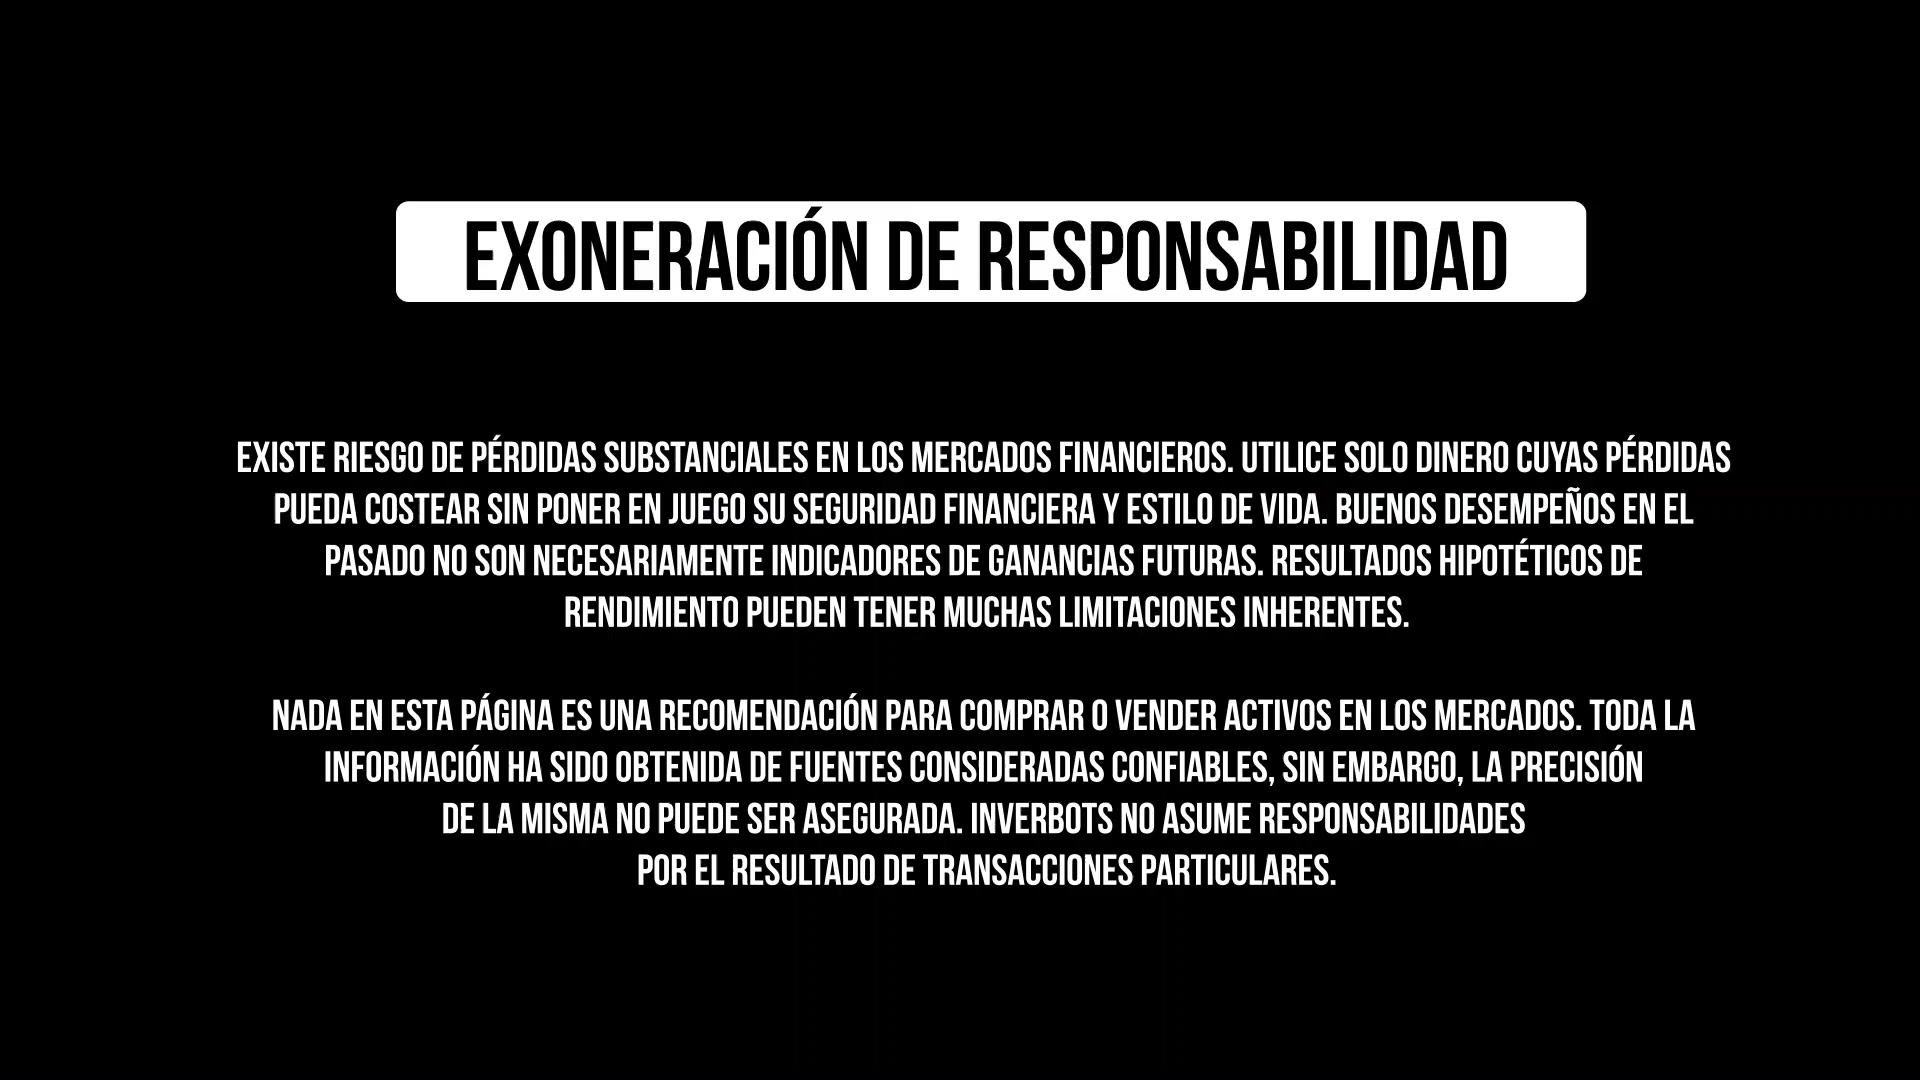 EXONERACIÓN DE RESPONSABILIDAD
EXISTE RIESGO DE PÉRDIDAS SUBSTANCIALES EN LOS MERCADOS FINANCIEROS. UTILICE SOLO DINERO CUYAS PÉRDIDAS
PUEDA COSTEAR SIN PONER EN JUEGO SU SEGURIDAD FINANCIERA Y ESTILO DE VIDA. BUENOS DESEMPEÑOS EN EL
PASADO NO SON NECESARIAMENTE INDICADORES DE GANANCIAS FUTURAS. RESULTADOS HIPOTÉTICOS DE
RENDIMIENTO PUEDEN TENER MUCHAS LIMITACIONES INHERENTES.
NADA EN ESTA PÁGINA ES UNA RECOMENDACIÓN PARA COMPRAR O VENDER ACTIVOS EN LOS MERCADOS. TODA LA
INFORMACIÓN HA SIDO OBTENIDA DE FUENTES CONSIDERADAS CONFIABLES, SIN EMBARGO, LA PRECISIÓN
DE LA MISMA NO PUEDE SER ASEGURADA. INVERBOTS NO ASUME RESPONSABILIDADES
POR EL RESULTADO DE TRANSACCIONES PARTICULARES.